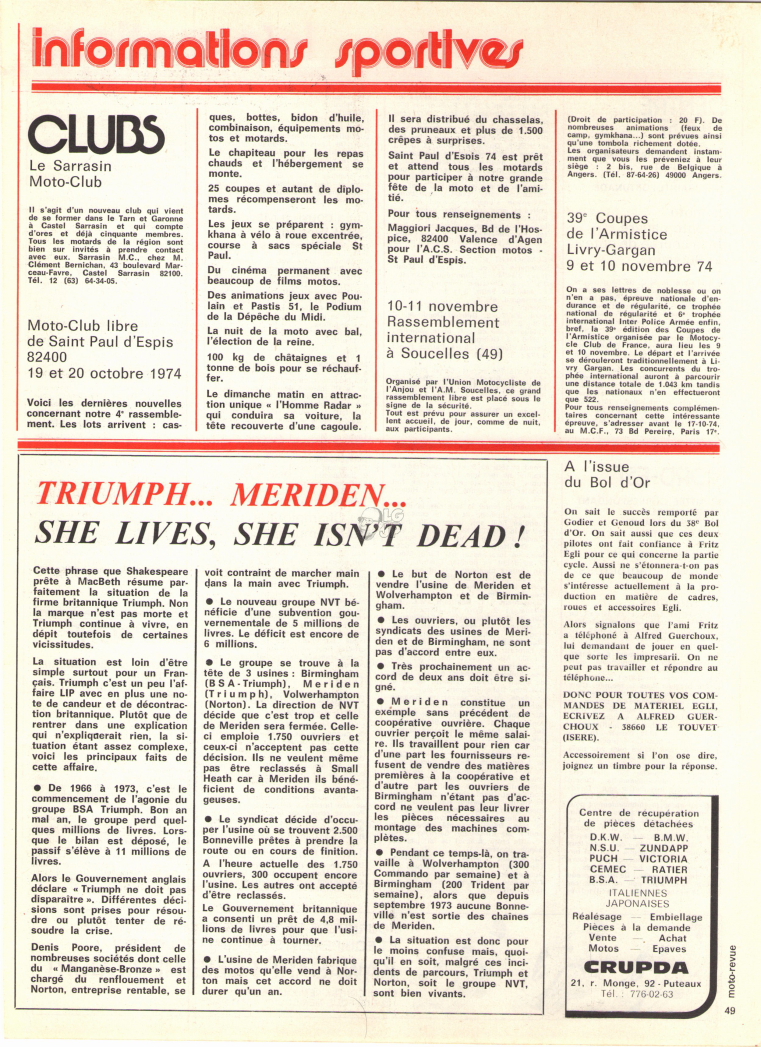 informations sportives
CLUBS
Le Sarrasin
Moto-Club
Il s'agit d'un nouveau club qui vient
de se former dans le Tarn et Garonne
à Castel Sarrasin et qui compte
d'ores et déjà cinquante membres.
Tous les motards de la région sont
bien sur invités à prendre contact
avec eux. Sarrasin M.C., chez M.
Clément Bernichan, 43 boulevard Mar-
ceau-Favre, Castel Sarrasin 82100.
Tél. 12 (63) 64-34-05.
Moto-Club libre
de Saint Paul d'Espis
82400
19 et 20 octobre 1974
Voici les dernières nouvelles
concernant notre 4e rassemble-
ment. Les lots arrivent : cas-
ques, bottes, bidon d'huile,
combinaison, équipements mo-
tos et motards.
Le chapiteau pour les repas
chauds et l'hébergement se
monte.
25 coupes et autant de diplo-
mes récompenseront les mo-
tards.
Les jeux se préparent : gym-
khana à vélo à roue excentrée,
course à sacs spéciale St
Paul.
Du cinéma permanent avec
beaucoup de films motos.
Des animations jeux avec Pou-
lain et Pastis 51, le Podium
de la Dépêche du Midi.
La nuit de la moto avec bal,
l'élection de la reine.
100 kg de châtaignes et 1
tonne de bois pour se réchauf-
fer.
Le dimanche matin en attrac-
tion unique « l'Homme Radar »
qui conduira sa voiture, la
tête recouverte d'une cagoule.
Il sera distribué du chasselas,
des pruneaux et plus de 1.500
crêpes à surprises.
Saint Paul d'Esois 74 est prêt
et attend tous les motards
pour participer à notre grande
fête de la moto et de l'ami-
tié.
Pour tous renseignements :
Maggiori Jacques, Bd de l'Hos-
pice, 82400 Valence d'Agen
pour l'A.C.S. Section motos -
St Paul d'Espis.
10-11 novembre
Rassemblement
international
à Soucelles (49)
Organisé par l'Union Motocycliste de
l'Anjou et l'A.M. Soucelles, ce grand
rassemblement libre est placé sous le
signe de la sécurité.
Tout est prévu pour assurer un excel-
lent accueil, de jour, comme de nuit,
aux participants.
(Droit de participation : 20 F). De
nombreuses animations (feux de
camp, gymkhana...) sont prévues ainsi
qu'une tombola richement dotée.
Les organisateurs demandent instam-
ment que vous les préveniez à leur
siège : 2 bis, rue de Belgique à
Angers. (Tél. 87-64-26) 49000 Angers.
39e Coupes
de l'Armistice
Livry-Gargan
9 et 10 novembre 74
On a ses lettres de noblesse ou on
n'en a pas, épreuve nationale d'en-
durance et de régularité, ce trophée
national de régularité et 6e trophée
international Inter Police Armée enfin,
bref, la 39e édition des Coupes de
l'Armistice organisée par le Motocy-
cle Club de France, aura lieu les 9
et 10 novembre. Le départ et l'arrivée
se dérouleront traditionnellement à Li-
vry Gargan. Les concurrents du tro-
phée international auront à parcourir
une distance totale de 1.043 km tandis
que les nationaux n'en effectueront
que 522.
Pour tous renseignements complémen-
taires concernant cette intéressante
épreuve, s'adresser avant le 17-10-74,
au M.C.F., 73 Bd Pereire, Paris 17e.
TRIUMPH... MERIDEN...
SHE LIVES, SHE ISN'T DEAD !
Cette phrase que Shakespeare
prête à MacBeth résume par-
faitement la situation de la
firme britannique Triumph. Non
la marque n'est pas morte et
Triumph continue à vivre, en
dépit toutefois de certaines
vicissitudes.
La situation est loin d'être
simple surtout pour un Fran-
çais. Triumph c'est un peu l'af-
faire LIP avec en plus une no-
te de candeur et de décontrac-
tion britannique. Plutôt que de
rentrer dans une explication
qui n'expliqerait rien, la si-
tuation étant assez complexe,
voici les principaux faits de
cette affaire.
● De 1966 à 1973, c'est le
commencement de l'agonie du
groupe BSA Triumph. Bon an
mal an, le groupe perd quel-
ques millions de livres. Lors-
que le bilan est déposé, le
passif s'élève à 11 millions de
livres.
Alors le Gouvernement anglais
déclare « Triumph ne doit pas
disparaitre ». Différentes déci-
sions sont prises pour résou-
dre ou plutôt tenter de ré-
soudre la crise.
Denis Poore, président de
nombreuses sociétés dont celle
du « Manganèse-Bronze » est
chargé du renflouement et
Norton, entreprise rentable, se
voit contraint de marcher main
dans la main avec Triumph.
● Le nouveau groupe NVT bé-
néficie d'une subvention gou-
vernementale de 5 millions de
livres. Le déficit est encore de
6 millions.
● Le groupe se trouve à la
tête de 3 usines : Birmingham
(BSA-Triumph), Meriden
(Triumph), Volwerhampton
(Norton). La direction de NVT
décide que c'est trop et celle
de Meriden sera fermée. Celle-
ci emploie 1.750 ouvriers et
ceux-ci n'acceptent pas cette
décision. Ils ne veulent même
pas être reclassés à Small
Heath car à Meriden ils béné-
ficient de conditions avanta-
geuses.
● Le syndicat décide d'occu-
per l'usine où se trouvent 2.500
Bonneville prêtes à prendre la
route ou en cours de finition.
A l'heure actuelle des 1.750
ouvriers, 300 occupent encore
l'usine. Les autres ont accepté
d'être reclassés.
Le Gouvernement britannique
a consenti un prêt de 4,8 mil-
lions de livres pour que l'usi-
ne continue à tourner.
● L'usine de Meriden fabrique
des motos qu'elle vend à Nor-
ton mais cet accord ne doit
durer qu'un an.
● Le but de Norton est de
vendre l'usine de Meriden et
Wolverhampton et de Birmin-
gham.
● Les ouvriers, ou plutôt les
syndicats des usines de Meri-
den et de Birmingham, ne sont
pas d'accord entre eux.
● Très prochainement un ac-
cord de deux ans doit être si-
gné.
● Meriden constitue un
exemple sans précédent de
coopérative ouvrière. Chaque
ouvrier perçoit le même salai-
re. Ils travaillent pour rien car
d'une part les fournisseurs re-
fusent de vendre des matières
premières à la coopérative et
d'autre part les ouvriers de
Birmingham n'étant pas d'ac-
cord ne veulent pas leur livrer
les pièces nécessaires au
montage des machines com-
plètes.
● Pendant ce temps-là, on tra-
vaille à Wolverhampton (300
Commando par semaine) et à
Birmingham (200 Trident par
semaine), alors que depuis
septembre 1973 aucune Bonne-
ville n'est sortie des chaînes
de Meriden.
● La situation est donc pour
le moins confuse mais, quoi-
qu'il en soit, malgré ces inci-
dents de parcours, Triumph et
Norton, soit le groupe NVT,
sont bien vivants.
A l'issue
du Bol d'Or
On sait le succès remporté par
Godier et Genoud lors du 38e Bol
d'Or. On sait aussi que ces deux
pilotes ont fait confiance à Fritz
Egli pour ce qui concerne la partie
cycle. Aussi ne s'étonnera-t-on pas
de ce que beaucoup de monde
s'intéresse actuellement à la pro-
duction en matière de cadres,
roues et accessoires Egli.
Alors signalons que l'ami Fritz
a téléphoné à Alfred Guerchoux,
lui demandant de jouer en quel-
que sorte les impresarii. On ne
peut pas travailler et répondre au
téléphone...
DONC POUR TOUTES VOS COM-
MANDES DE MATERIEL EGLI,
ECRIVEZ A ALFRED GUER-
CHOUX - 38660 LE TOUVET
(ISERE).
Accessoirement si l'on ose dire,
joignez un timbre pour la réponse.
Centre de récupération
de pièces détachées
D.K.W. — B.M.W.
N.S.U. — ZUNDAPP
PUCH — VICTORIA
CEMEC — RATIER
B.S.A. — TRIUMPH
ITALIENNES
JAPONAISES
Réalésage — Embiellage
Pièces à la demande
Vente — Achat
Motos — Epaves
CRUPDA
21, r. Monge, 92 - Puteaux
Tél. : 776-02-63
moto-revue
49